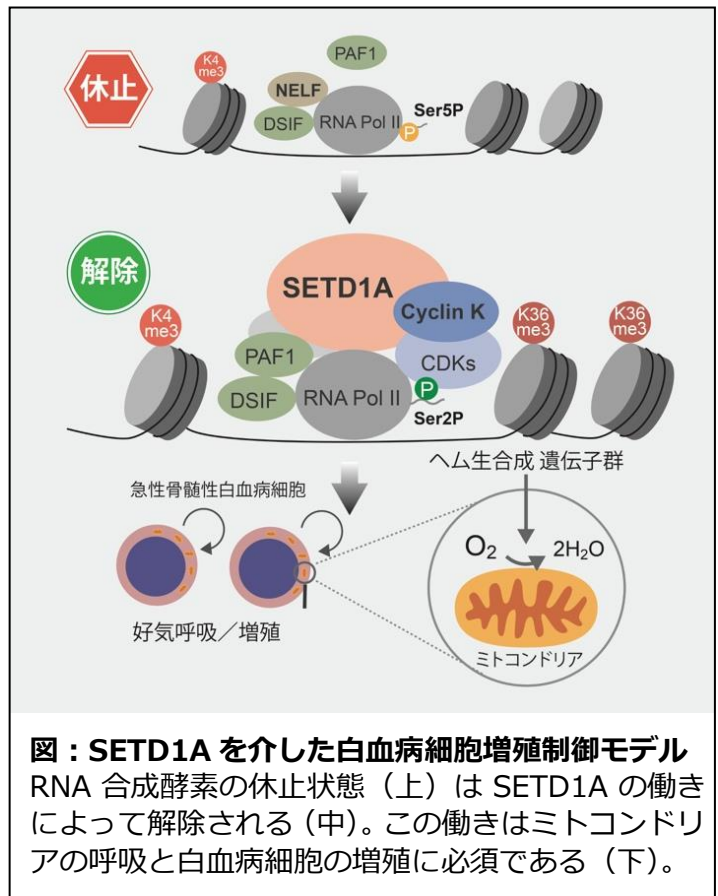 休止
K4
me3
PAF1
NELF
DSIF
RNA Pol II
Ser5P
P
解除
K4
me3
SETD1A
Cyclin K
K36
me3
K36
me3
PAF1
CDKs
DSIF
RNA Pol II
P
Ser2P
ヘム生合成 遺伝子群
急性骨髄性白血病細胞
O₂
2H₂O
好気呼吸/増殖
ミトコンドリア
図:SETD1A を介した白血病細胞増殖制御モデル
RNA 合成酵素の休止状態(上)は SETD1A の働き
によって解除される(中)。この働きはミトコンドリ
アの呼吸と白血病細胞の増殖に必須である(下)。